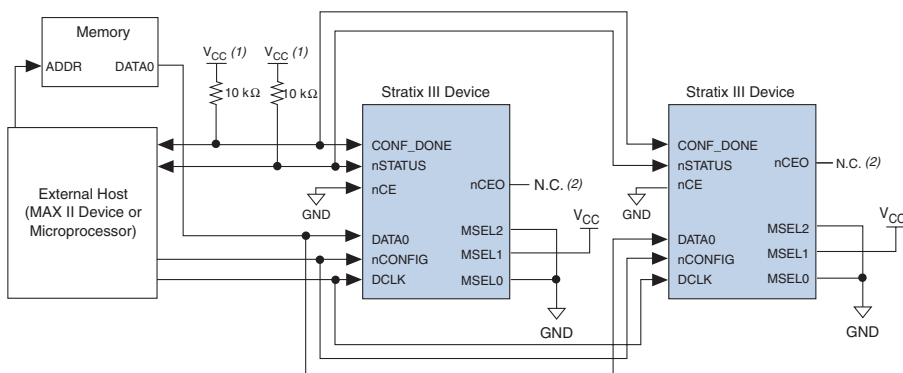 Memory
ADDR DATA0
VCC (1)
VCC (1)
10 kΩ
10 kΩ
External Host
(MAX II Device or
Microprocessor)
Stratix III Device
CONF_DONE
nSTATUS
nCE
nCEO
N.C. (2)
GND
DATA0
nCONFIG
DCLK
MSEL2
MSEL1
MSEL0
VCC
GND
Stratix III Device
CONF_DONE
nSTATUS
nCE
nCEO
N.C. (2)
GND
DATA0
nCONFIG
DCLK
MSEL2
MSEL1
MSEL0
VCC
GND